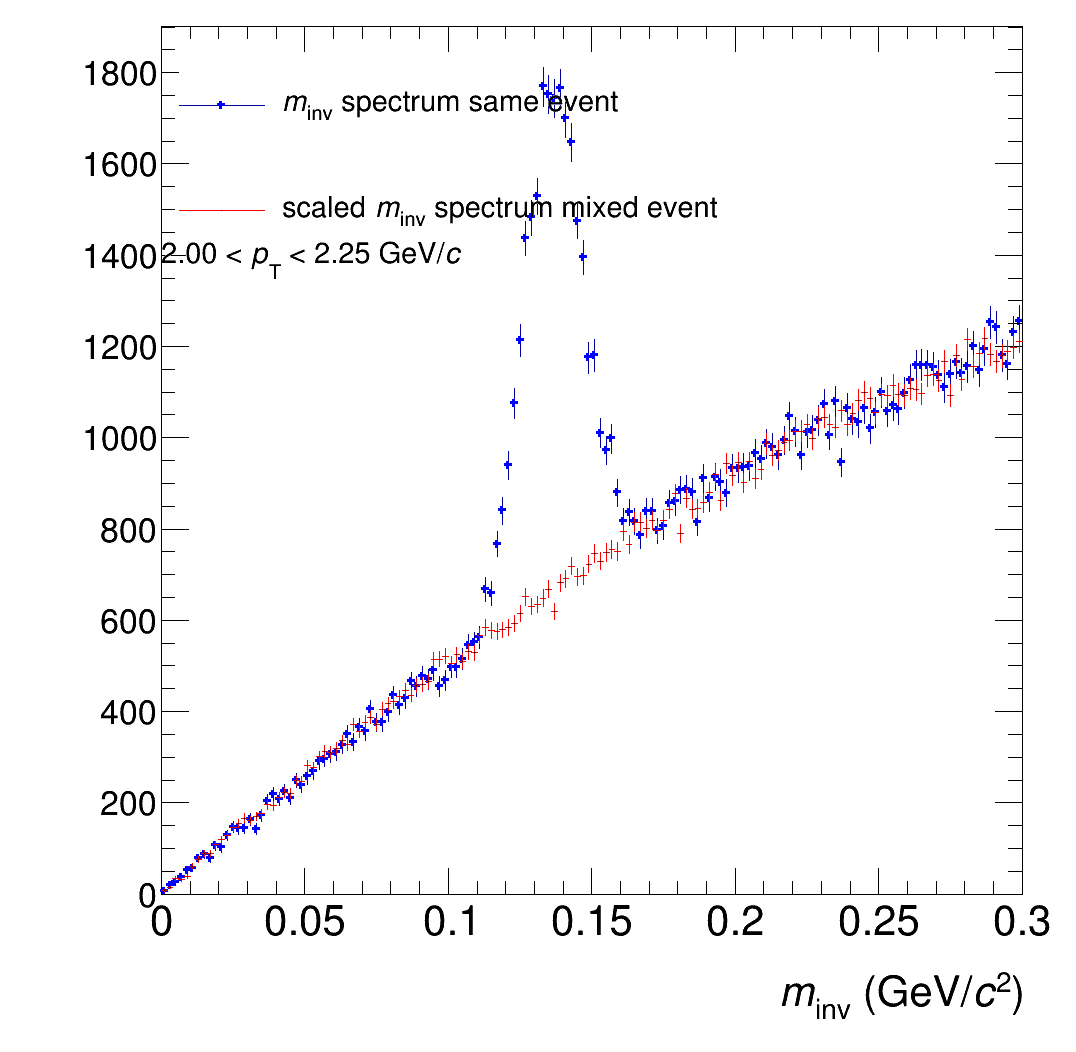 1800
m_inv spectrum same event
1600
scaled m_inv spectrum mixed event
1400
2.00 < p_T < 2.25 GeV/c
1200
1000
800
600
400
200
0
0 0.05 0.1 0.15 0.2 0.25 0.3
m_inv (GeV/c²)